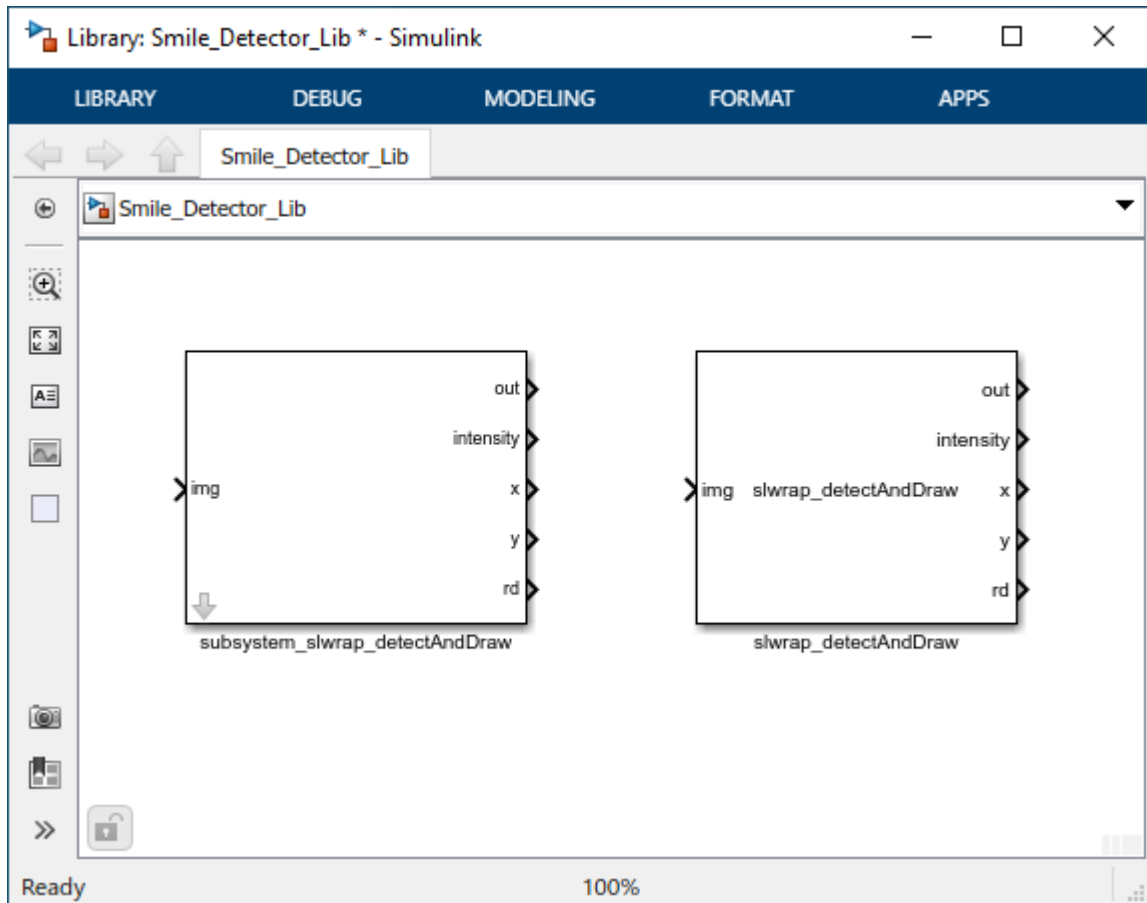 Library: Smile_Detector_Lib * - Simulink
LIBRARY DEBUG MODELING FORMAT APPS
Smile_Detector_Lib
Smile_Detector_Lib
img
out
intensity
x
y
rd
subsystem_slwrap_detectAndDraw
img
slwrap_detectAndDraw
out
intensity
x
y
rd
slwrap_detectAndDraw
Ready 100%